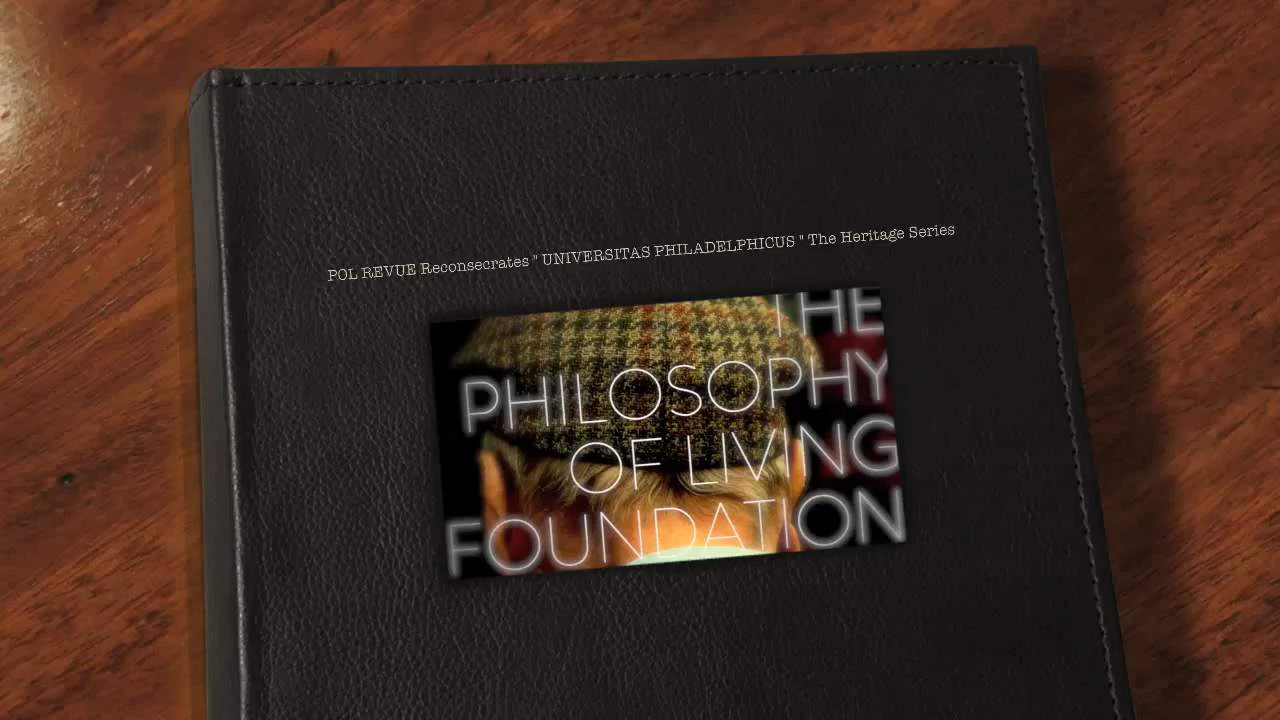 POL REVUE Reconsecrates " UNIVERSITAS PHILADELPHICUS " The Heritage Series
THE
PHILOSOPHY
OF LIVING
FOUNDATION